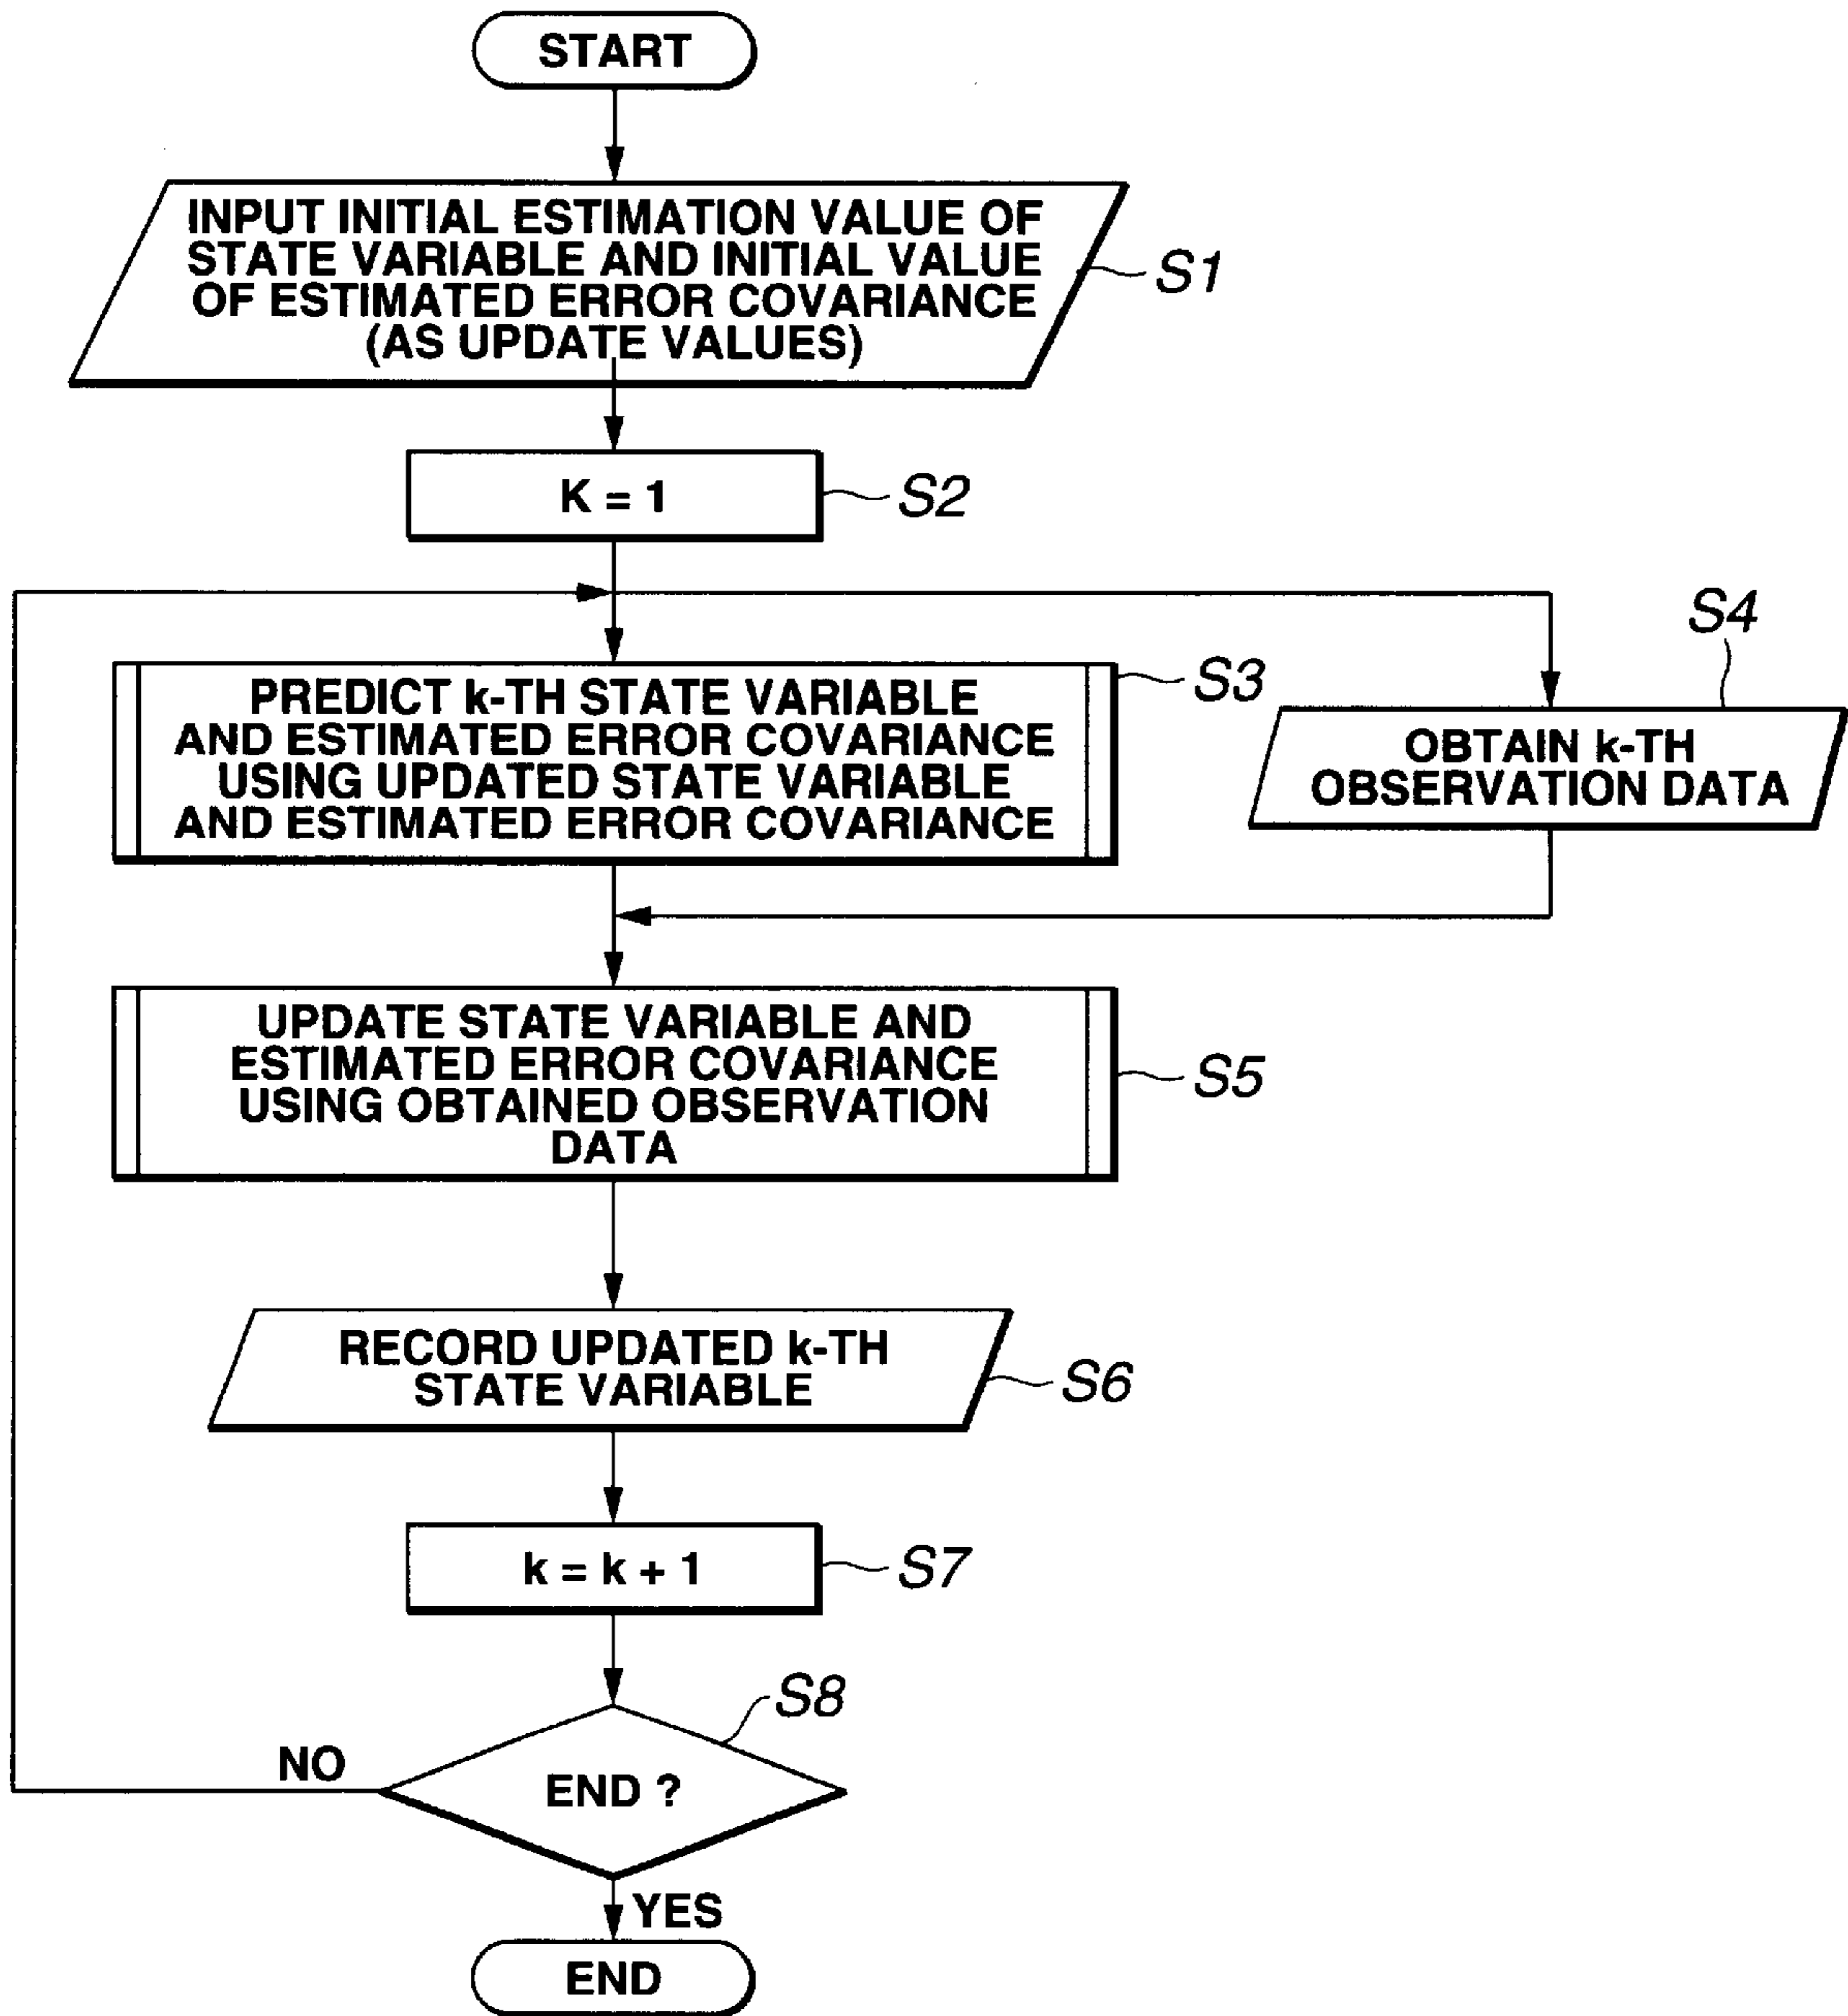 START
INPUT INITIAL ESTIMATION VALUE OF
STATE VARIABLE AND INITIAL VALUE
OF ESTIMATED ERROR COVARIANCE
(AS UPDATE VALUES)
S1
K = 1
S2
S4
PREDICT k-TH STATE VARIABLE
AND ESTIMATED ERROR COVARIANCE
USING UPDATED STATE VARIABLE
AND ESTIMATED ERROR COVARIANCE
S3
OBTAIN k-TH
OBSERVATION DATA
UPDATE STATE VARIABLE AND
ESTIMATED ERROR COVARIANCE
USING OBTAINED OBSERVATION
DATA
S5
RECORD UPDATED k-TH
STATE VARIABLE
S6
k = k + 1
S7
S8
NO
END ?
YES
END